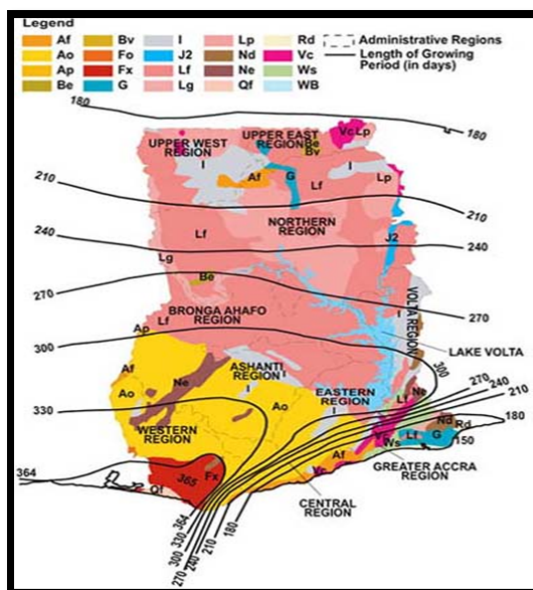 Legend
Af Bv I Lp Rd Administrative Regions
Ao Fo J2 Nd Vc Length of Growing
Period (in days)
Ap Fx Lf Ne Ws
Be G Lg Qf WB
180
180
UPPER WEST
REGION
UPPER EAST
REGION
Be
Bv
Vc Lp
I
I
Af
G
Lf
Lp
210
210
NORTHERN
REGION
240
Lf
J2
240
Lg
270
Be
BRONGA AHAFO
REGION
VOLTA REGION
I
270
Lf
Ap
300
LAKE VOLTA
300
ASHANTI
REGION
I
Af
Ne
Ao
EASTERN
REGION
I
Ne
270
240
210
Lf
330
Ao
WESTERN
REGION
Nd
Rd
180
150
Lf
G
Ws
Af
Vc
GREATER ACCRA
REGION
364
365
Fx
Qf
CENTRAL
REGION
364
330
300
270
240
210
180